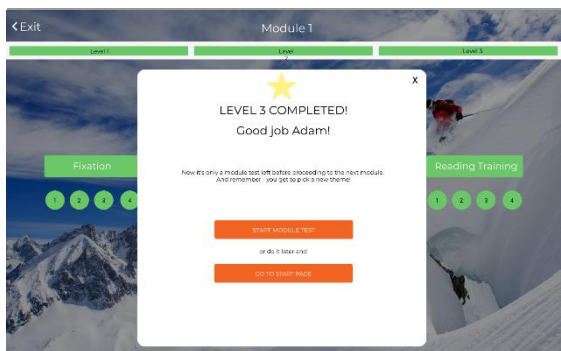 Exit
Module 1
Level 1
Level 2
Level 3
X
LEVEL 3 COMPLETED!
Good job Adam!
Fixation
Reading Training
Now it's only a module test left before proceeding to the next module.
And remember - you get to pick a new theme!
1 2 3 4
1 2 3 4
START MODULE TEST
or do it later and
GO TO START PAGE